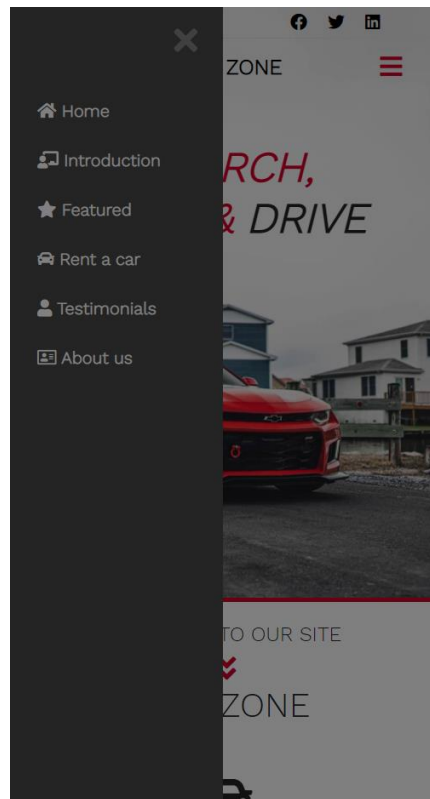 ZONE
Home
Introduction
Featured
Rent a car
Testimonials
About us
RCH,
& DRIVE
TO OUR SITE
ZONE